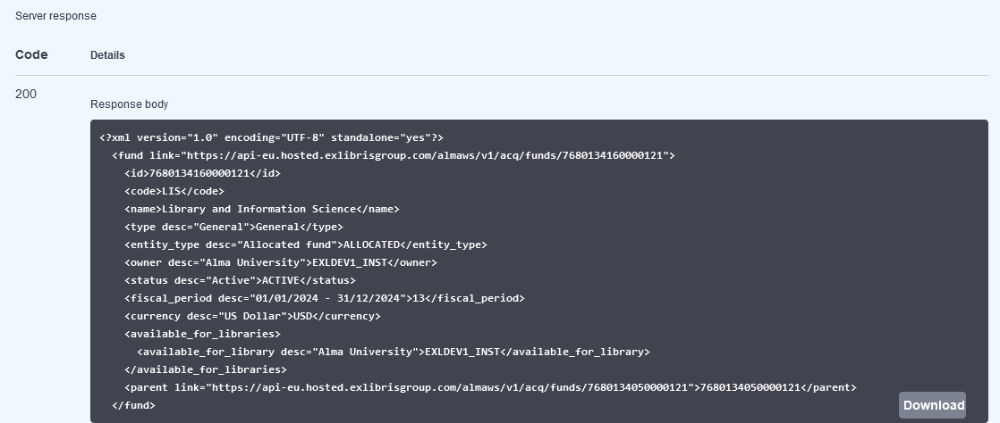 Server response
Code Details
200
Response body
<?xml version="1.0" encoding="UTF-8" standalone="yes"?>
<fund link="https://api-eu.hosted.exlibrisgroup.com/almaws/v1/acq/funds/7680134160000121">
<id>7680134160000121</id>
<code>LIS</code>
<name>Library and Information Science</name>
<type desc="General">General</type>
<entity_type desc="Allocated fund">ALLOCATED</entity_type>
<owner desc="Alma University">EXLDEV1_INST</owner>
<status desc="Active">ACTIVE</status>
<fiscal_period desc="01/01/2024 - 31/12/2024">13</fiscal_period>
<currency desc="US Dollar">USD</currency>
<available_for_libraries>
<available_for_library desc="Alma University">EXLDEV1_INST</available_for_library>
</available_for_libraries>
<parent link="https://api-eu.hosted.exlibrisgroup.com/almaws/v1/acq/funds/7680134050000121">7680134050000121</parent>
</fund>
Download